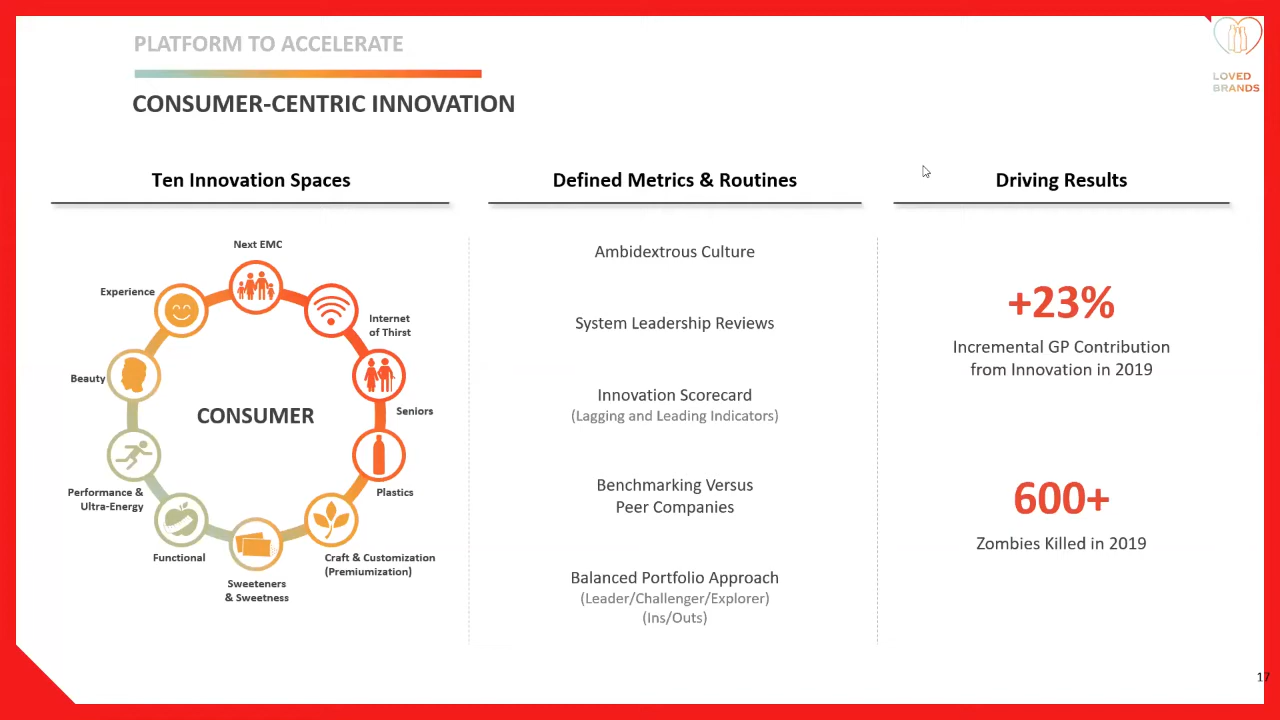 PLATFORM TO ACCELERATE
LOVED
BRANDS
CONSUMER-CENTRIC INNOVATION
Ten Innovation Spaces
Next EMC
Experience
Internet
of Thirst
Beauty
CONSUMER
Seniors
Performance &
Ultra-Energy
Plastics
Functional
Craft & Customization
(Premiumization)
Sweeteners
& Sweetness
Defined Metrics & Routines
Ambidextrous Culture
System Leadership Reviews
Innovation Scorecard
(Lagging and Leading Indicators)
Benchmarking Versus
Peer Companies
Balanced Portfolio Approach
(Leader/Challenger/Explorer)
(Ins/Outs)
Driving Results
+23%
Incremental GP Contribution
from Innovation in 2019
600+
Zombies Killed in 2019
17